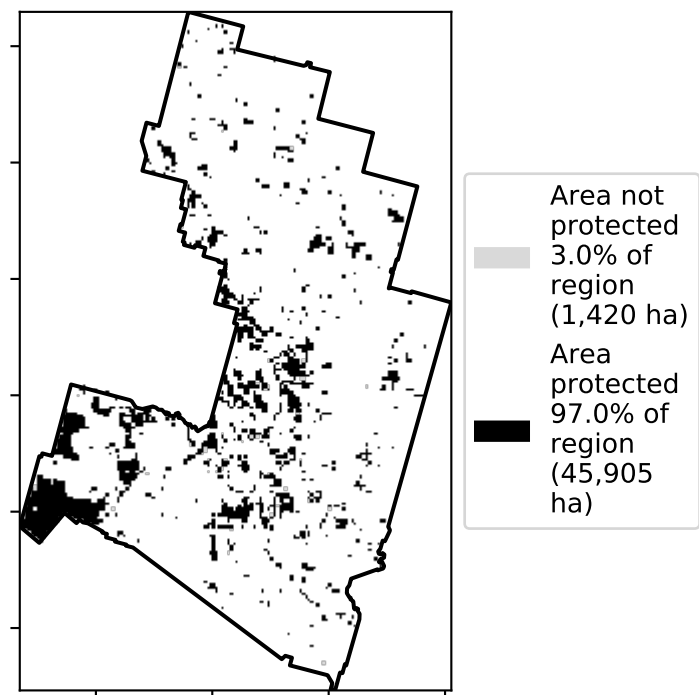 Area not
protected
3.0% of
region
(1,420 ha)
Area
protected
97.0% of
region
(45,905
ha)